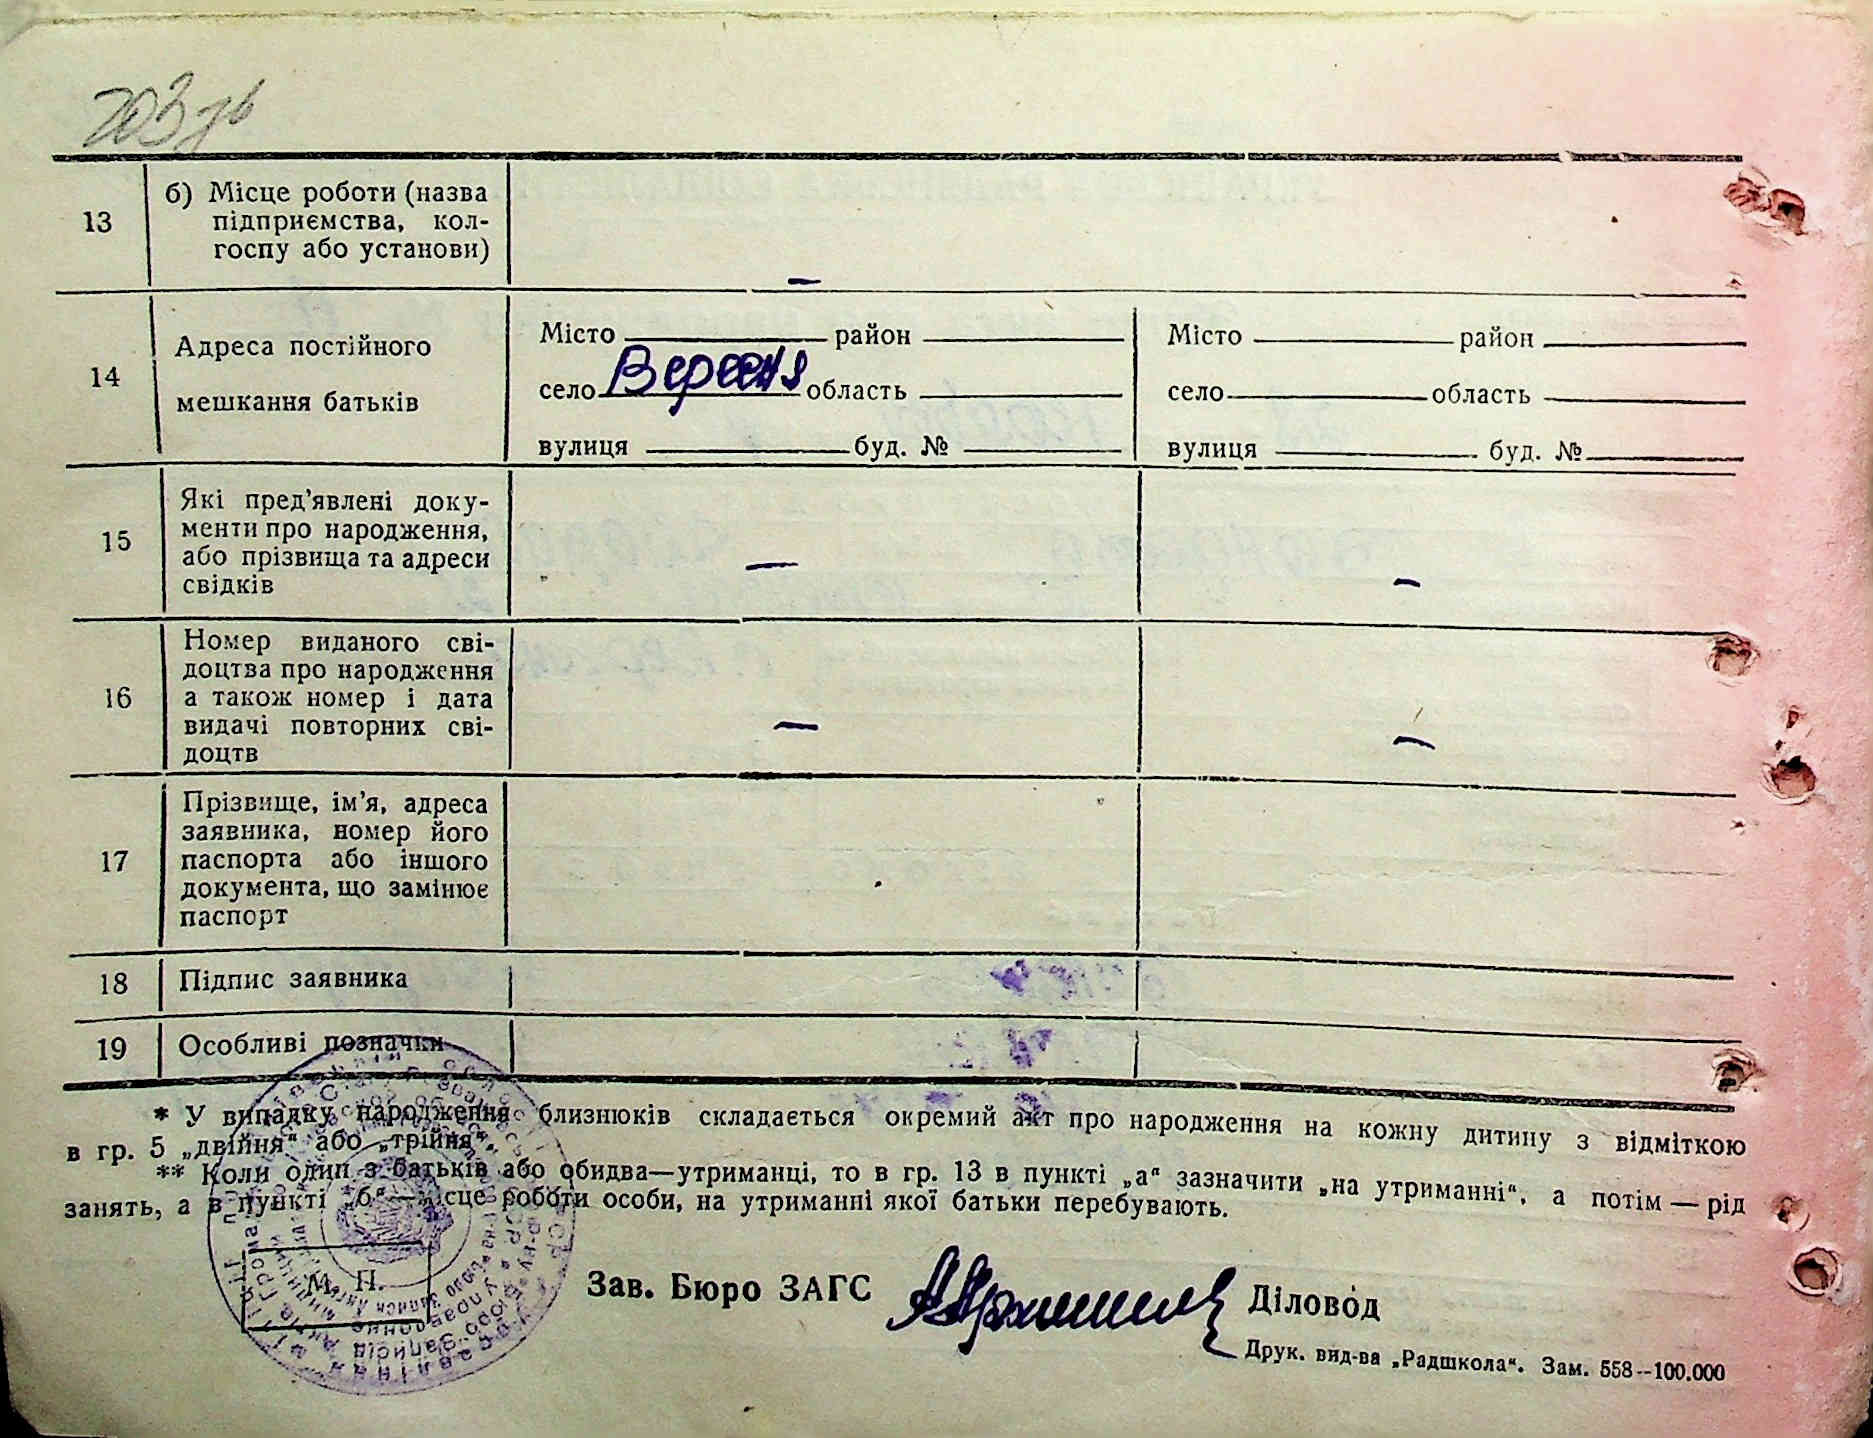 13
б) Місце роботи (назва
підприємства, кол-
госпу або установи)
—
14
Адреса постійного
мешкання батьків
Місто район
село Вересня область
вулиця буд. №
Місто район
село область
вулиця буд. №
15
Які пред'явлені доку-
менти про народження,
або прізвища та адреси
свідків
—
—
16
Номер виданого сві-
доцтва про народження
а також номер і дата
видачі повторних сві-
доцтв
—
—
17
Прізвище, ім'я, адреса
заявника, номер його
паспорта або іншого
документа, що замінює
паспорт
18
Підпис заявника
19
Особливі позначки
* У випадку народження близнюків складається окремий акт про народження на кожну дитину з відміткою
в гр. 5 „двійня" або „трійня".
** Коли один з батьків або обидва—утриманці, то в гр. 13 в пункті „а" зазначити „на утриманні", а потім — рід
занять, а в пункті „б"—місце роботи особи, на утриманні якої батьки перебувають.
М. П.
Зав. Бюро ЗАГС
Діловод
Друк. вид-ва „Радшкола". Зам. 558--100.000